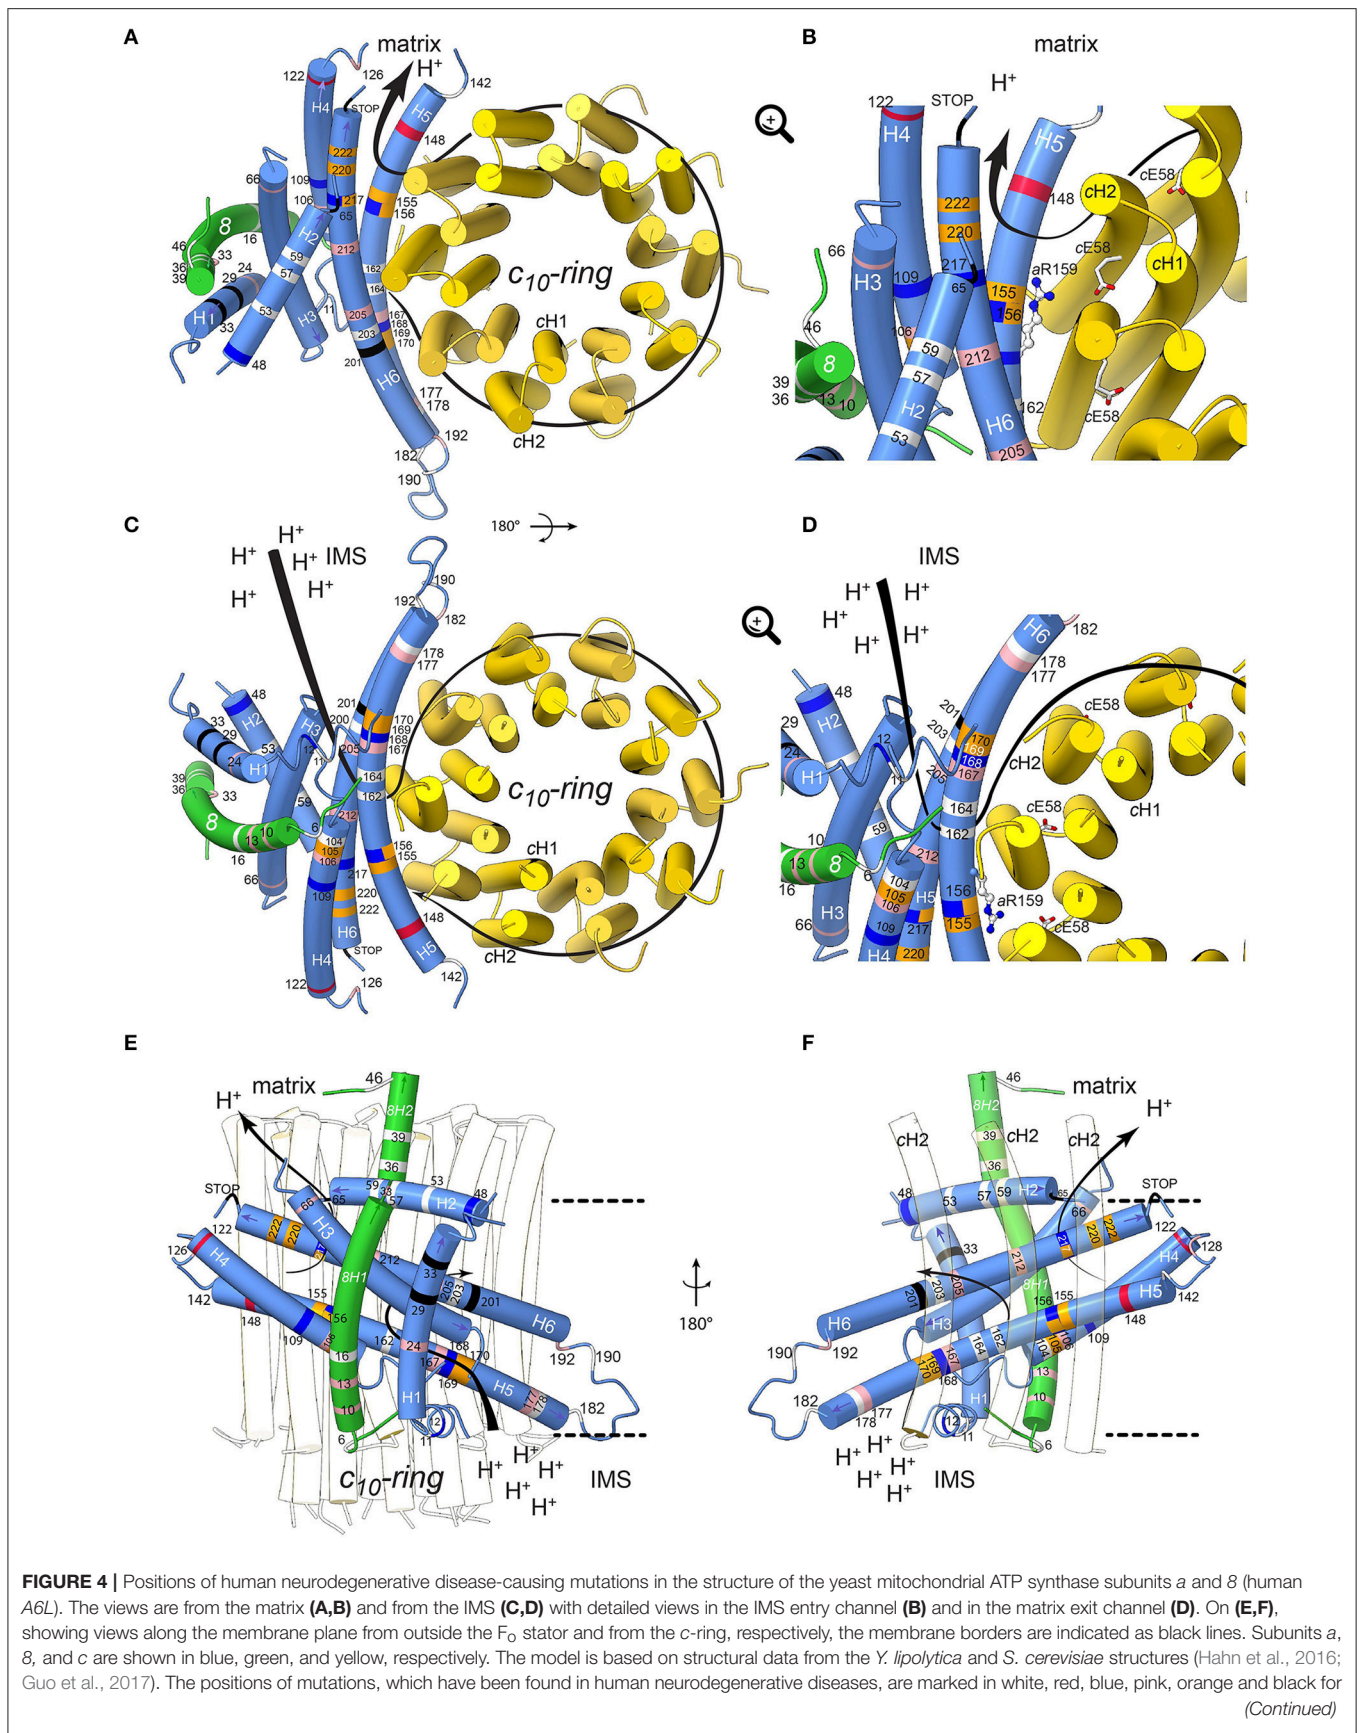 A
matrix
H+
122
126
142
H4
STOP
H5
148
222
220
66
109
106
217
65
155
156
8
46
16
H2
212
36
33
39
24
29
59
57
162
164
c10-ring
H1
33
53
H3
11
205
167
168
203
169
201
170
48
cH1
H6
177
178
cH2
192
182
190
B
matrix
H+
122
STOP
H4
H5
148
cE58
cH2
222
220
66
H3
109
217
65
cE58
aR159
cH1
155
156
46
106
59
212
8
57
39
36
13
10
H2
162
cE58
53
H6
205
180°
C
H+
H+
H+
IMS
H+
H+
190
192
182
178
177
48
33
29
H2
201
200
170
169
168
167
H3
53
12
205
24
H1
11
39
36
33
164
162
c10-ring
59
8
212
10
13
16
6
104
105
106
156
155
cH1
66
109
217
220
222
148
H6
STOP
cH2
H5
142
H4
122
126
D
IMS
H+
H+
H+
H+
H+
H6
182
178
177
48
29
H2
201
203
170
169
168
167
cE58
12
24
H1
11
205
cH2
164
162
cE58
cH1
10
59
13
16
8
6
212
104
105
106
H5
156
155
aR159
cE58
66
H3
109
217
220
H4
E
matrix
46
H+
8H2
39
36
STOP
59
33
57
53
H2
48
66
65
122
222
220
H3
126
H4
217
212
33
142
8H1
205
203
201
155
156
29
148
109
106
162
H6
16
24
168
167
170
169
192
190
13
H5
177
178
10
H1
182
12
11
6
c10-ring
H+
H+
H+
H+
H+
IMS
180°
F
46
matrix
H+
8H2
cH2
39
cH2
cH2
36
STOP
48
53
57
59
H2
65
66
222
220
122
217
H4
128
33
212
205
203
8H1
H5
142
201
156
155
148
H6
H3
109
106
105
104
190
192
167
164
162
169
170
168
13
10
182
H1
177
178
12
11
6
H+
H+
H+
H+
H+
IMS
FIGURE 4 | Positions of human neurodegenerative disease-causing mutations in the structure of the yeast mitochondrial ATP synthase subunits a and 8 (human
A6L). The views are from the matrix (A,B) and from the IMS (C,D) with detailed views in the IMS entry channel (B) and in the matrix exit channel (D). On (E,F),
showing views along the membrane plane from outside the FO stator and from the c-ring, respectively, the membrane borders are indicated as black lines. Subunits a,
8, and c are shown in blue, green, and yellow, respectively. The model is based on structural data from the Y. lipolytica and S. cerevisiae structures (Hahn et al., 2016;
Guo et al., 2017). The positions of mutations, which have been found in human neurodegenerative diseases, are marked in white, red, blue, pink, orange and black for
(Continued)